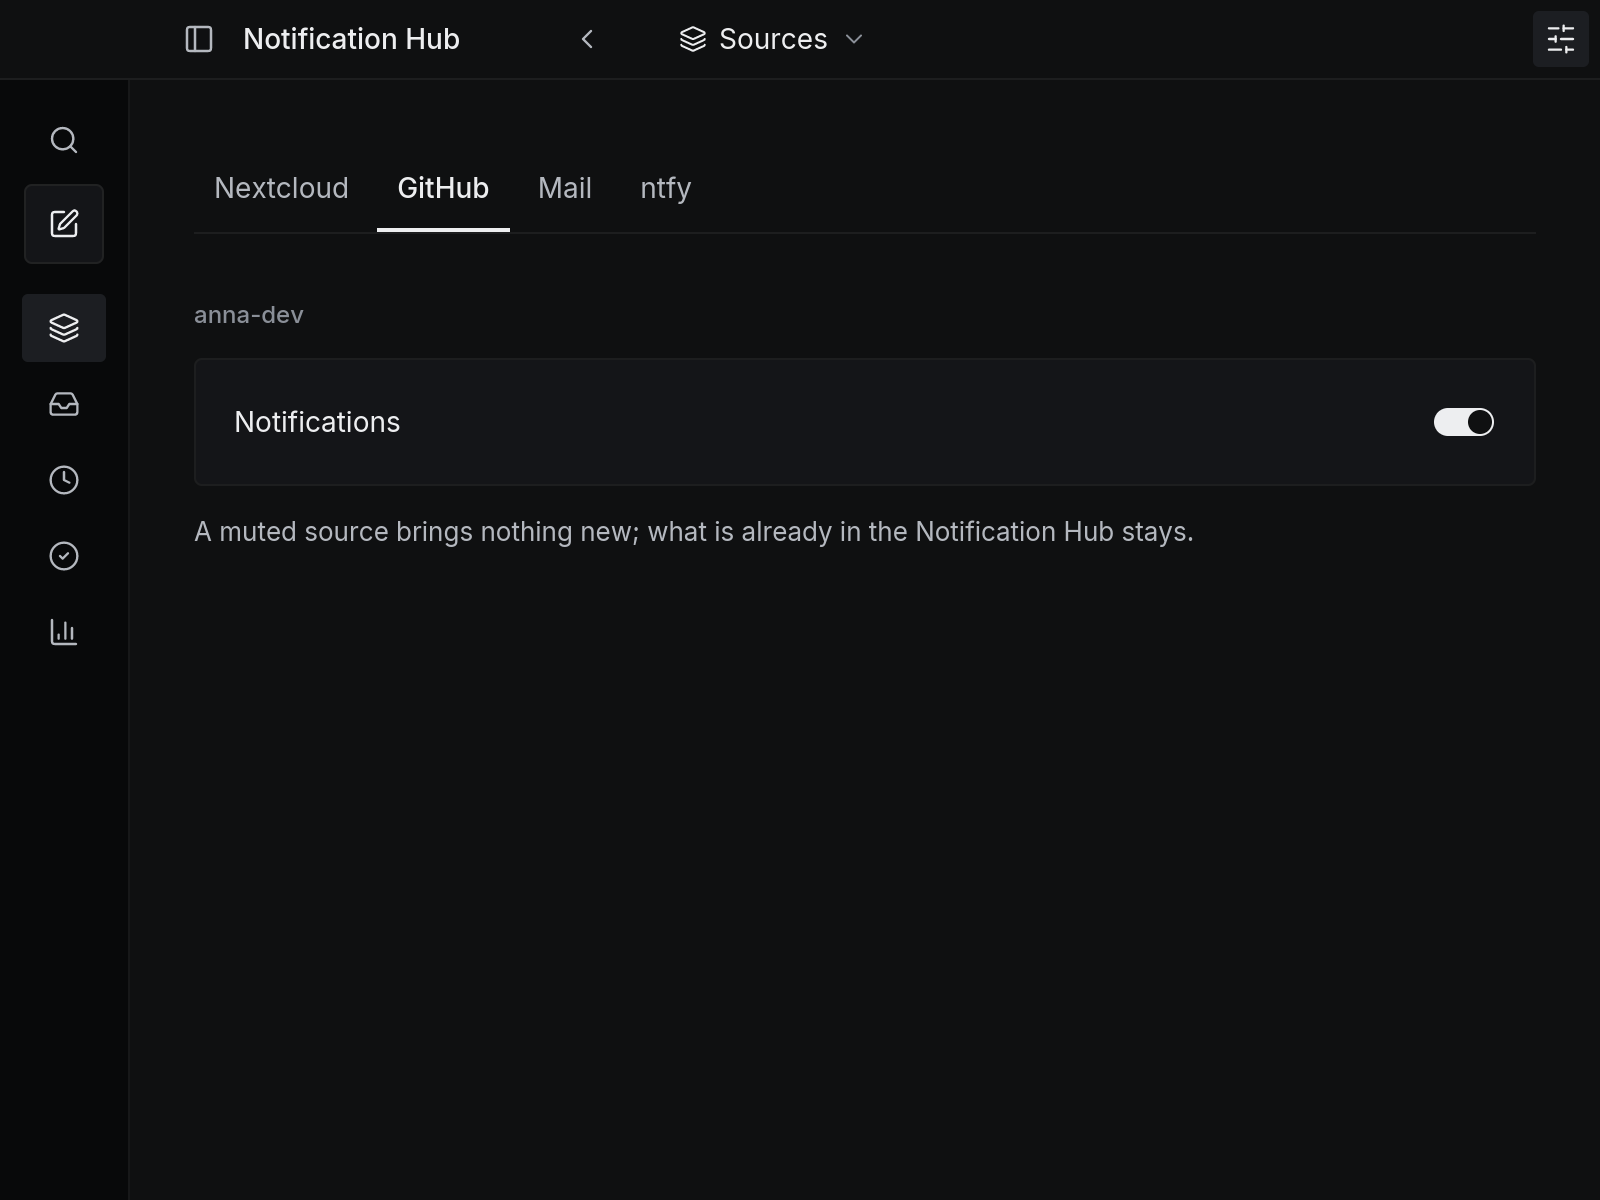 Notification Hub
Sources
Nextcloud GitHub Mail ntfy
anna-dev
Notifications
A muted source brings nothing new; what is already in the Notification Hub stays.